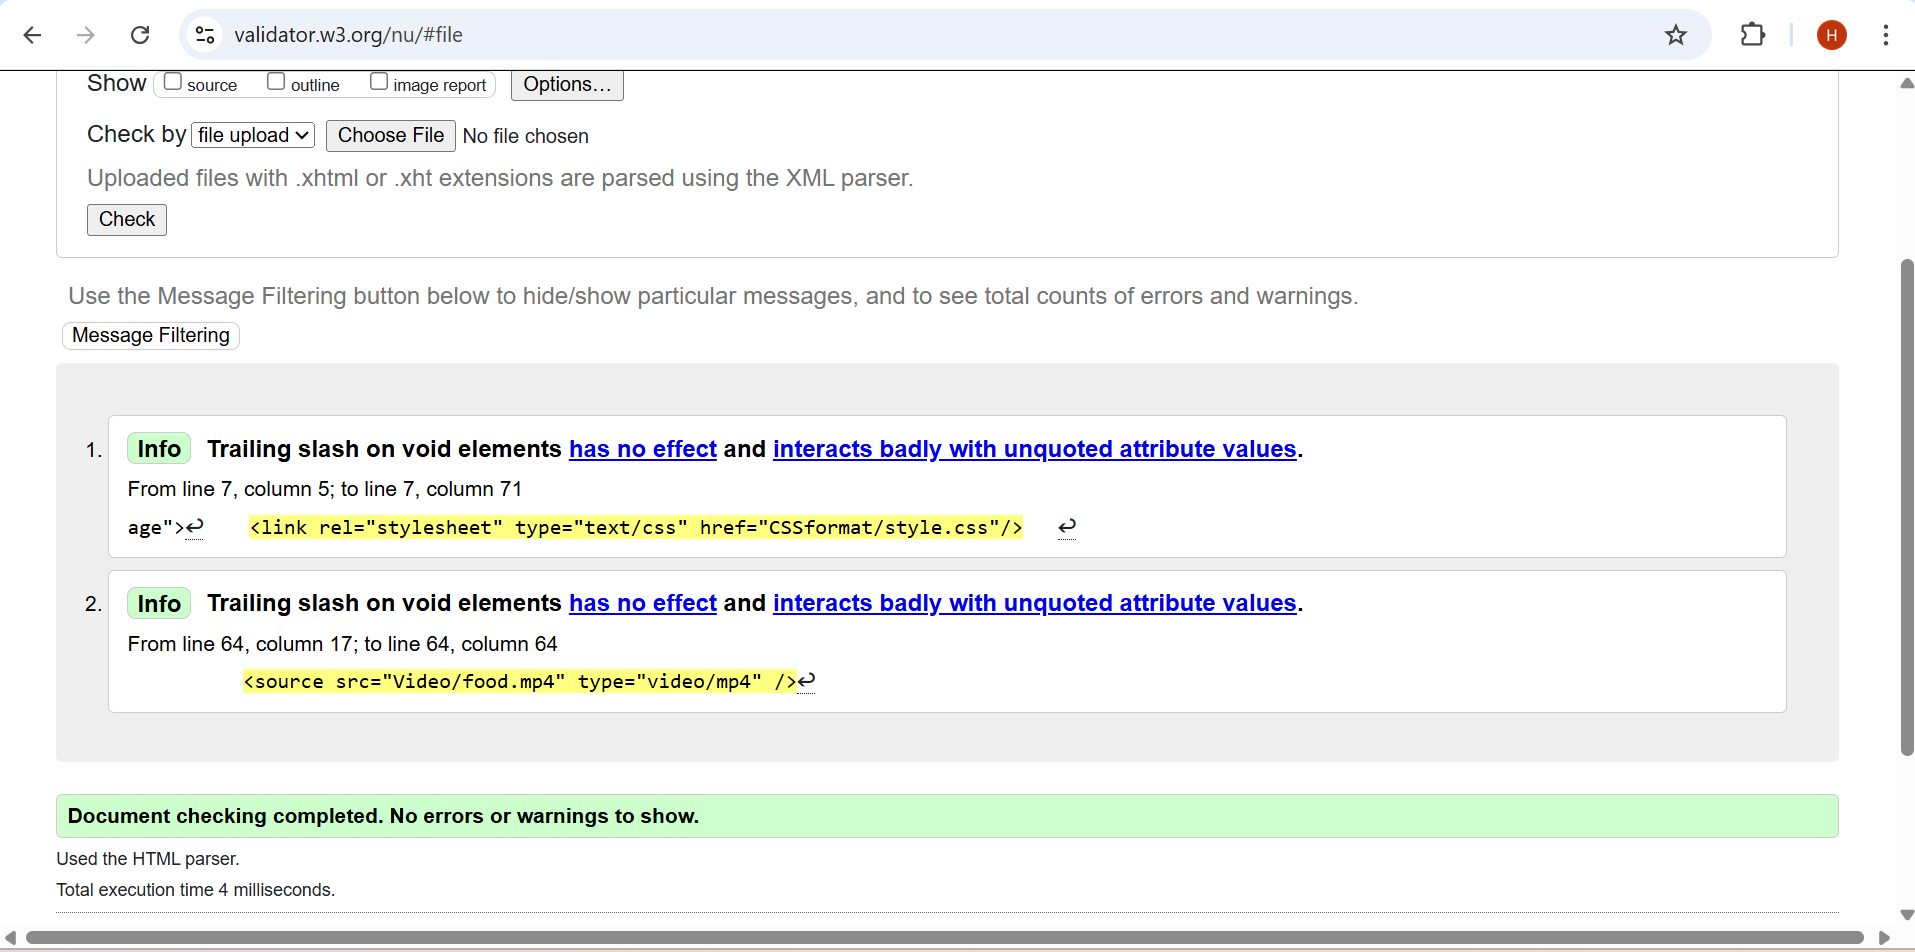 validator.w3.org/nu/#file
H
Show source outline image report Options...
Check by file upload Choose File No file chosen
Uploaded files with .xhtml or .xht extensions are parsed using the XML parser.
Check
Use the Message Filtering button below to hide/show particular messages, and to see total counts of errors and warnings.
Message Filtering
1. Info Trailing slash on void elements has no effect and interacts badly with unquoted attribute values.
From line 7, column 5; to line 7, column 71
age">↩ <link rel="stylesheet" type="text/css" href="CSSformat/style.css"/> ↩
2. Info Trailing slash on void elements has no effect and interacts badly with unquoted attribute values.
From line 64, column 17; to line 64, column 64
<source src="Video/food.mp4" type="video/mp4" />↩
Document checking completed. No errors or warnings to show.
Used the HTML parser.
Total execution time 4 milliseconds.